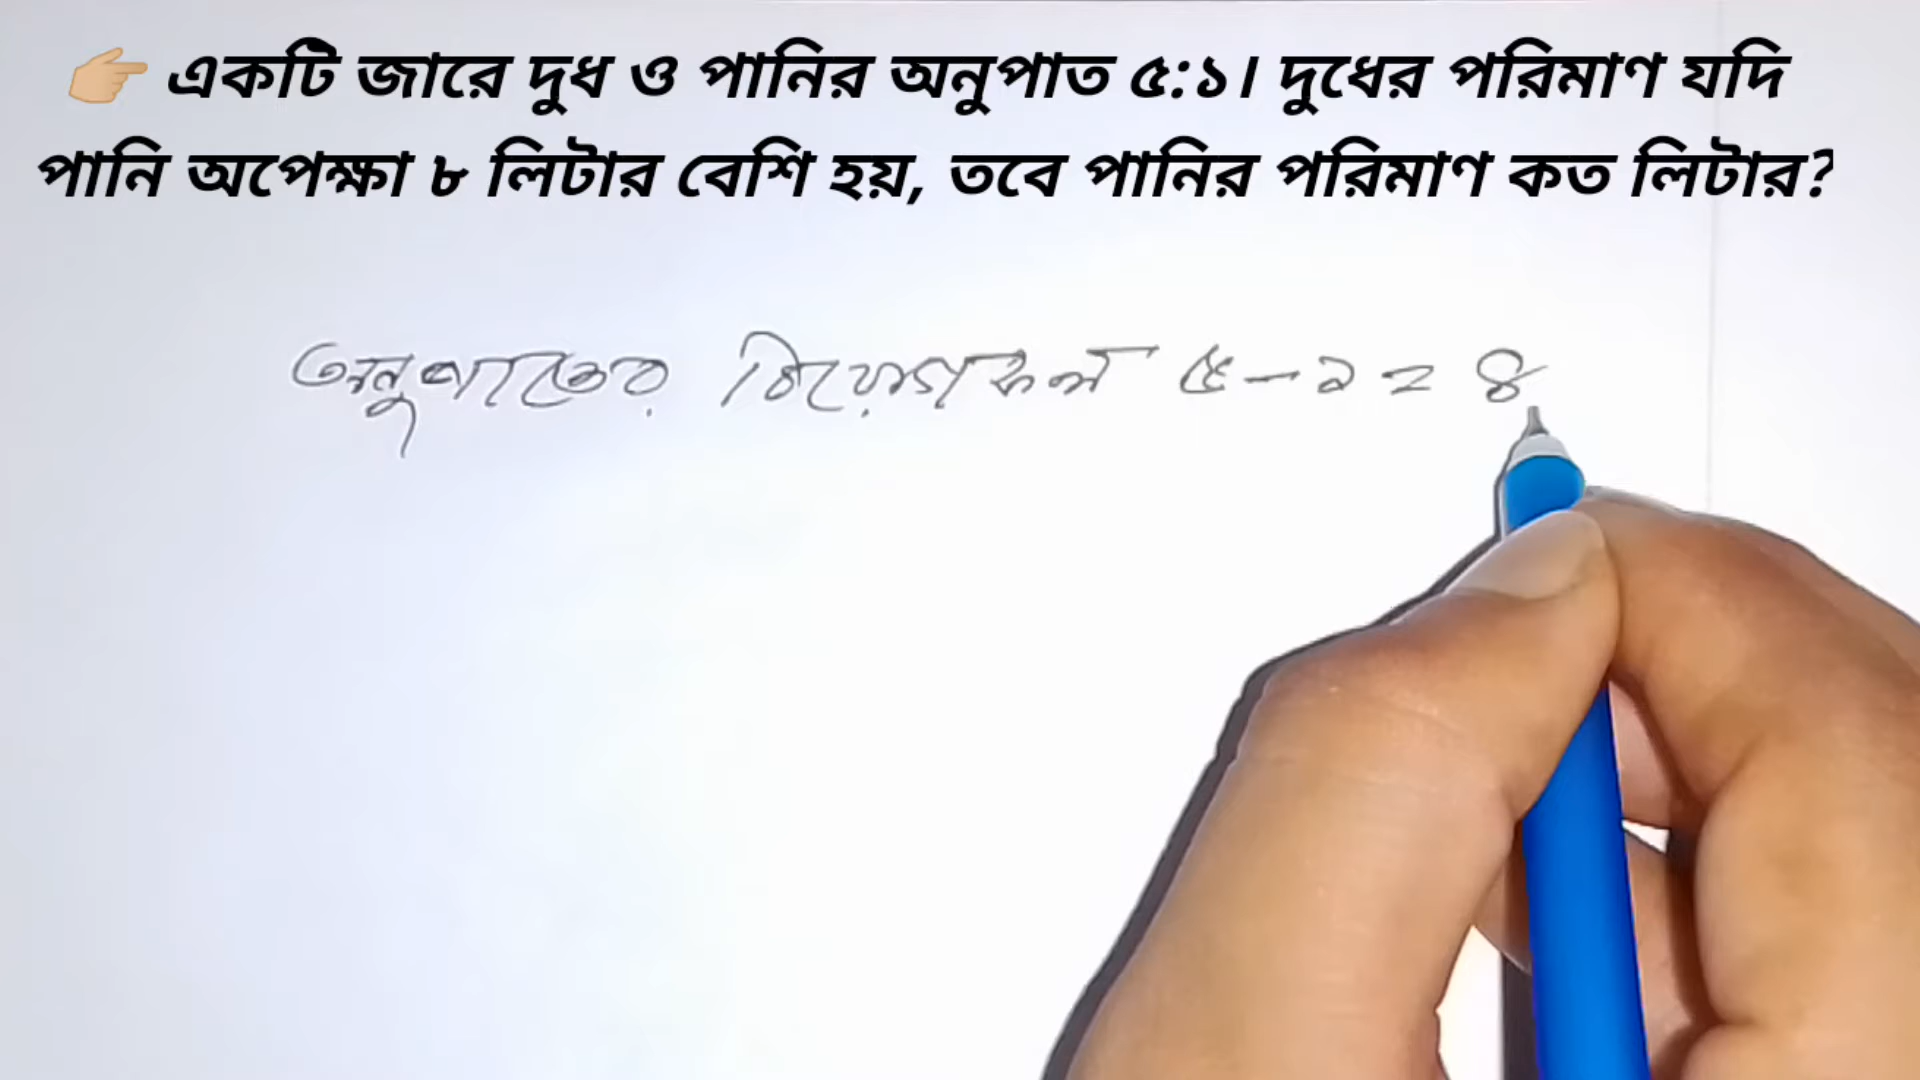 👉🏼 একটি জারে দুধ ও পানির অনুপাত ৫:১। দুধের পরিমাণ যদি
পানি অপেক্ষা ৮ লিটার বেশি হয়, তবে পানির পরিমাণ কত লিটার?
অনুপাতের বিয়োগফল ৫-১= ৪